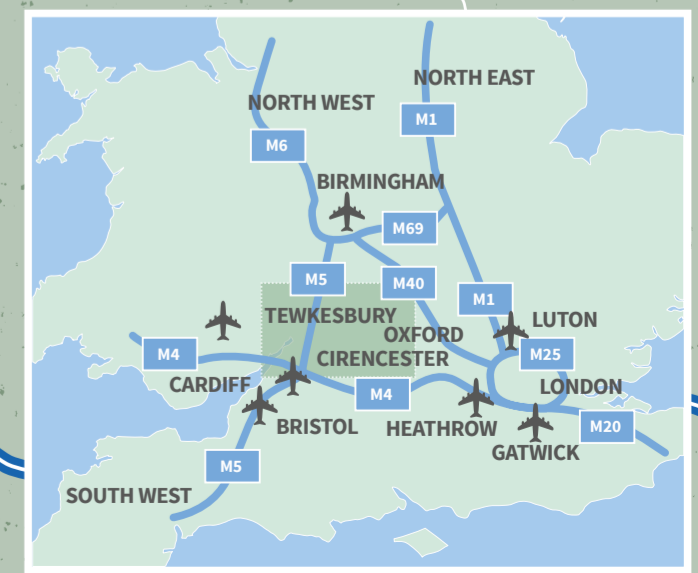 NORTH EAST
NORTH WEST
M1
M6
BIRMINGHAM
M69
M5
M40
M1
TEWKESBURY
LUTON
OXFORD
M4
CIRENCESTER
M25
CARDIFF
M4
LONDON
BRISTOL
HEATHROW
M20
GATWICK
M5
SOUTH WEST